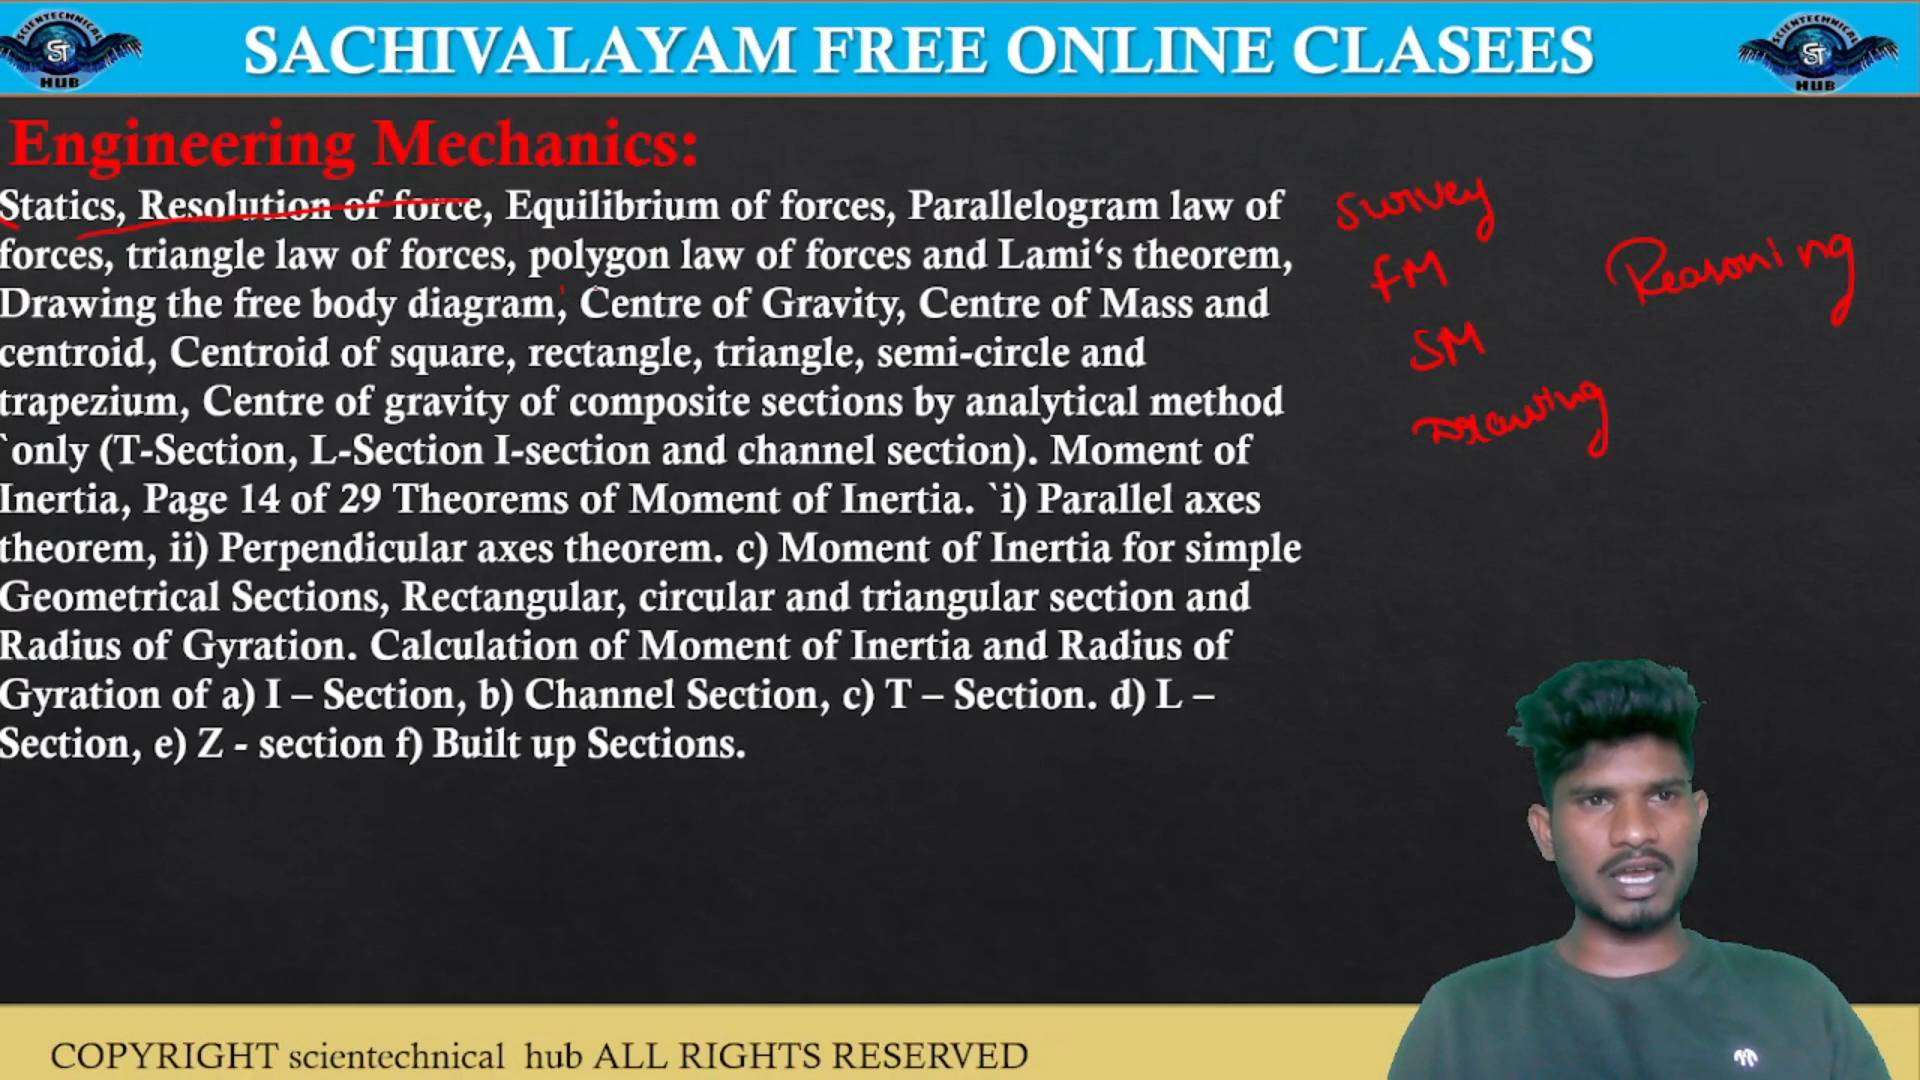 SCIENTECHNICAL
ST
HUB
SACHIVALAYAM FREE ONLINE CLASEES
SCIENTECHNICAL
ST
HUB
Engineering Mechanics:
Statics, Resolution of force, Equilibrium of forces, Parallelogram law of
forces, triangle law of forces, polygon law of forces and Lami‘s theorem,
Drawing the free body diagram, Centre of Gravity, Centre of Mass and
centroid, Centroid of square, rectangle, triangle, semi-circle and
trapezium, Centre of gravity of composite sections by analytical method
`only (T-Section, L-Section I-section and channel section). Moment of
Inertia, Page 14 of 29 Theorems of Moment of Inertia. `i) Parallel axes
theorem, ii) Perpendicular axes theorem. c) Moment of Inertia for simple
Geometrical Sections, Rectangular, circular and triangular section and
Radius of Gyration. Calculation of Moment of Inertia and Radius of
Gyration of a) I – Section, b) Channel Section, c) T – Section. d) L –
Section, e) Z - section f) Built up Sections.
Survey
FM
SM
Drawing
Reasoning
COPYRIGHT scientechnical hub ALL RIGHTS RESERVED